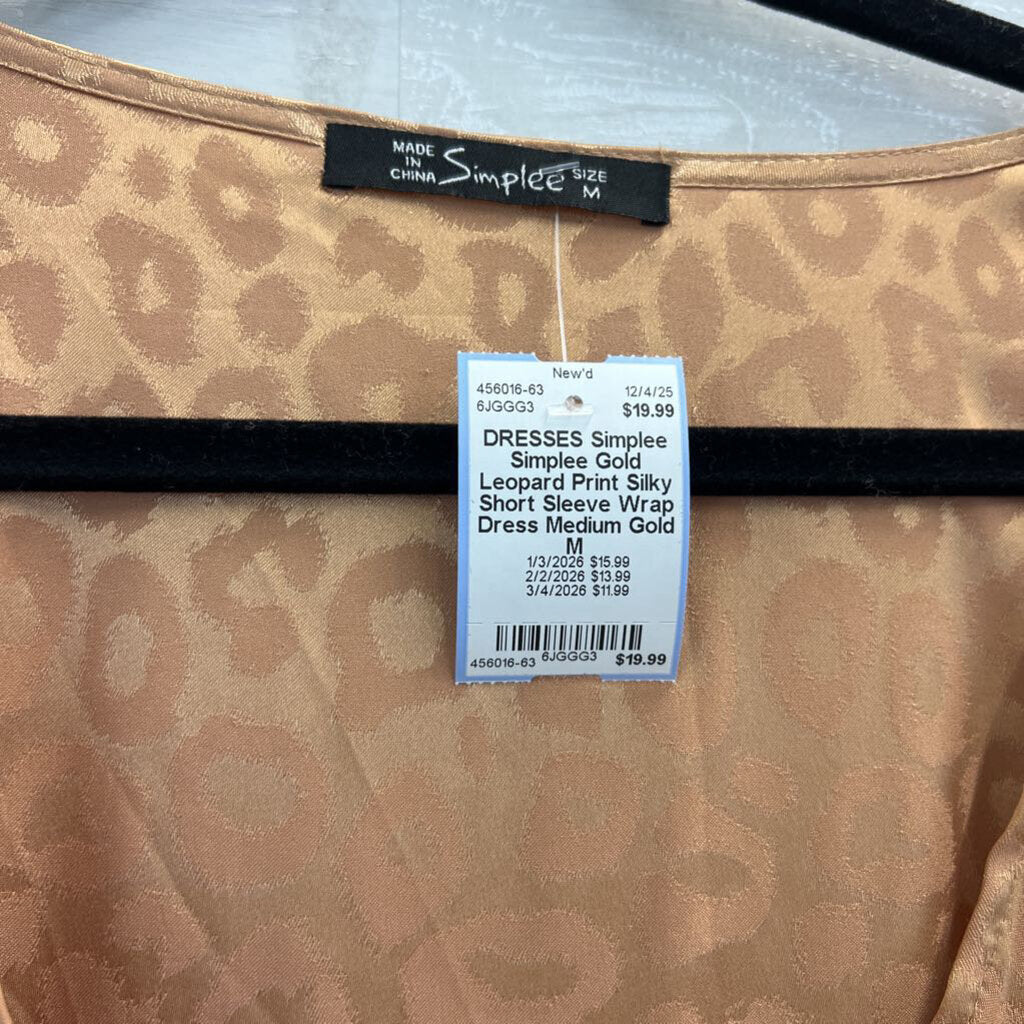 MADE
IN
CHINA
Simplee
SIZE
M
New'd
456016-63 12/4/25
6JGGG3 $19.99
DRESSES Simplee
Simplee Gold
Leopard Print Silky
Short Sleeve Wrap
Dress Medium Gold
M
1/3/2026 $15.99
2/2/2026 $13.99
3/4/2026 $11.99
456016-63 6JGGG3 $19.99